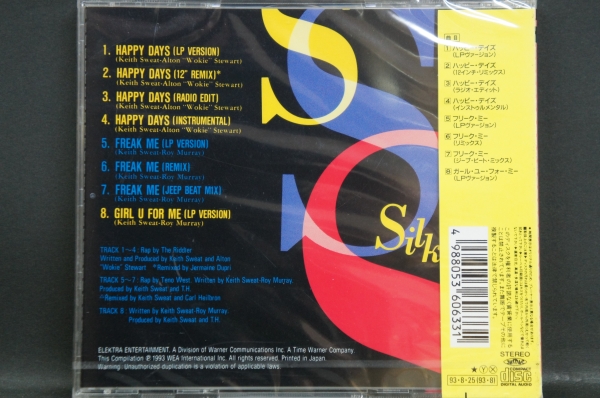 1. HAPPY DAYS (LP VERSION)
(Keith Sweat-Alton "Wokie" Stewart)
2. HAPPY DAYS (12" REMIX)*
(Keith Sweat-Alton "Wokie" Stewart)
3. HAPPY DAYS (RADIO EDIT)
(Keith Sweat-Alton "Wokie" Stewart)
4. HAPPY DAYS (INSTRUMENTAL)
(Keith Sweat-Alton "Wokie" Stewart)
5. FREAK ME (LP VERSION)
(Keith Sweat-Roy Murray)
6. FREAK ME (REMIX)
(Keith Sweat-Roy Murray)
7. FREAK ME (JEEP BEAT MIX)
(Keith Sweat-Roy Murray)
8. GIRL U FOR ME (LP VERSION)
(Keith Sweat-Roy Murray)
TRACK 1~4: Rap by The Riddler
Written and Produced by Keith Sweat and Alton
"Wokie" Stewart *Remixed by Jermaine Dupri
TRACK 5~7: Rap by Teno West. Written by Keith Sweat-Roy Murray.
Produced by Keith Sweat and T.H.
Remixed by Keith Sweat and Carl Heilbron
TRACK 8: Written by Keith Sweat-Roy Murray.
Produced by Keith Sweat and T.H.
ELEKTRA ENTERTAINMENT, A Division of Warner Communications Inc. A Time Warner Company.
This Compilation ℗ 1993 WEA International Inc. All rights reserved. Printed in Japan.
Warning. Unauthorized duplication is a violation of applicable laws.
S
S
Silk
曲目
1 ハッピー・デイズ
(LPヴァージョン)
2 ハッピー・デイズ
(12インチ・リミックス)
3 ハッピー・デイズ
(ラジオ・エディット)
4 ハッピー・デイズ
(インストゥルメンタル)
5 フリーク・ミー
(LPヴァージョン)
6 フリーク・ミー
(リミックス)
7 フリーク・ミー
(ジープ・ビート・ミックス)
8 ガール・ユー・フォー・ミー
(LPヴァージョン)
4 988053 606331
STEREO
COMPACT
disc
DIGITAL AUDIO
93・8・25 (93・8)